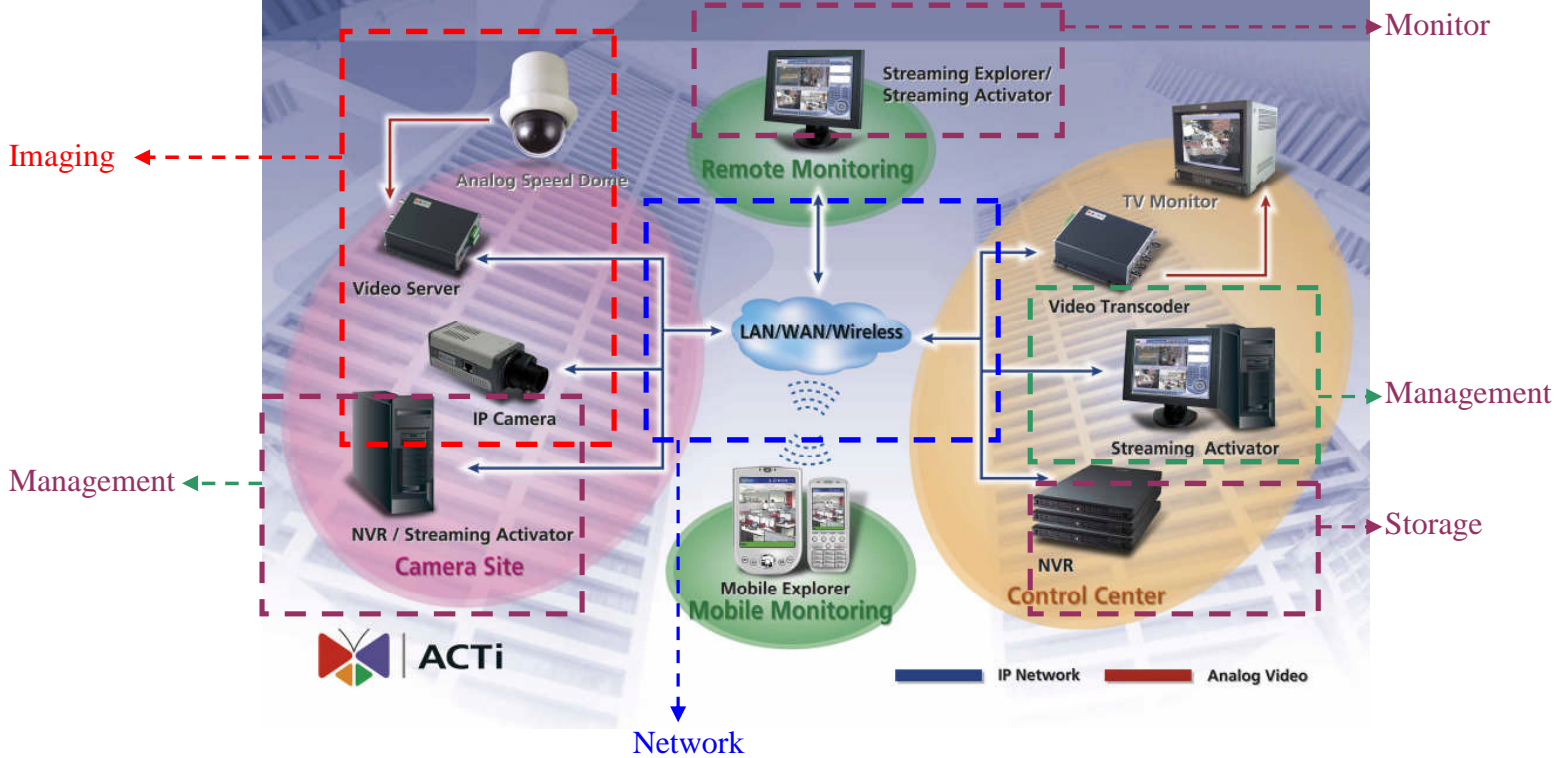 Monitor
Streaming Explorer/
Streaming Activator
Imaging
Remote Monitoring
Analog Speed Dome
TV Monitor
Video Server
Video Transcoder
LAN/WAN/Wireless
Management
IP Camera
Streaming Activator
Management
Storage
NVR / Streaming Activator
Camera Site
NVR
Mobile Explorer
Control Center
Mobile Monitoring
ACTi
IP Network
Analog Video
Network